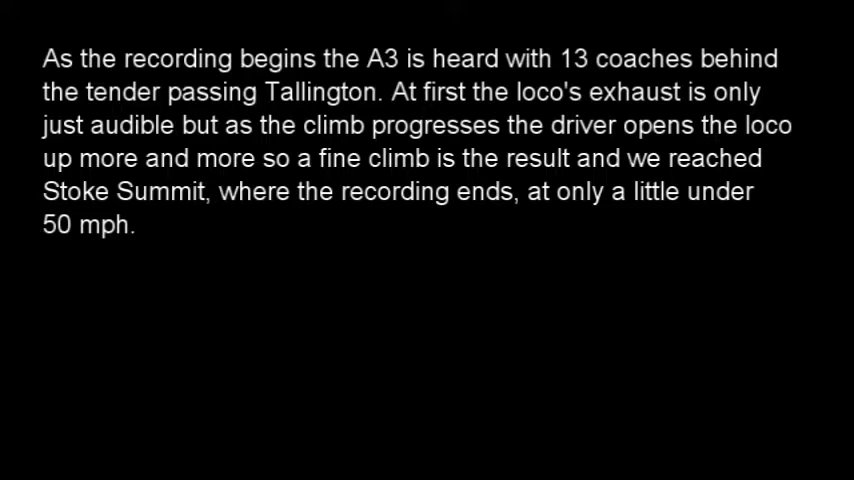 As the recording begins the A3 is heard with 13 coaches behind
the tender passing Tallington. At first the loco's exhaust is only
just audible but as the climb progresses the driver opens the loco
up more and more so a fine climb is the result and we reached
Stoke Summit, where the recording ends, at only a little under
50 mph.